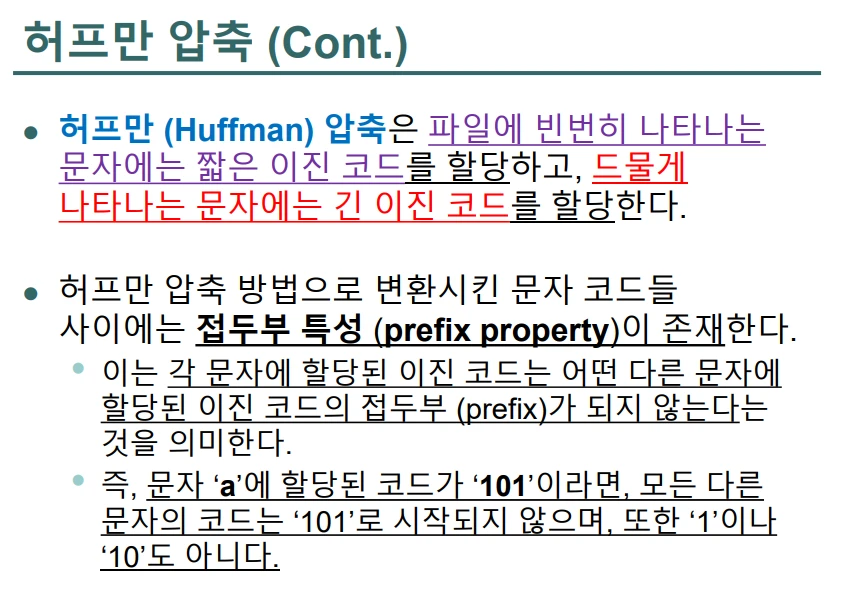 허프만 압축 (Cont.)
● 허프만 (Huffman) 압축은 파일에 빈번히 나타나는
문자에는 짧은 이진 코드를 할당하고, 드물게
나타나는 문자에는 긴 이진 코드를 할당한다.
● 허프만 압축 방법으로 변환시킨 문자 코드들
사이에는 접두부 특성 (prefix property)이 존재한다.
● 이는 각 문자에 할당된 이진 코드는 어떤 다른 문자에
할당된 이진 코드의 접두부 (prefix)가 되지 않는다는
것을 의미한다.
● 즉, 문자 ‘a’에 할당된 코드가 ‘101’이라면, 모든 다른
문자의 코드는 ‘101’로 시작되지 않으며, 또한 ‘1’이나
‘10’도 아니다.